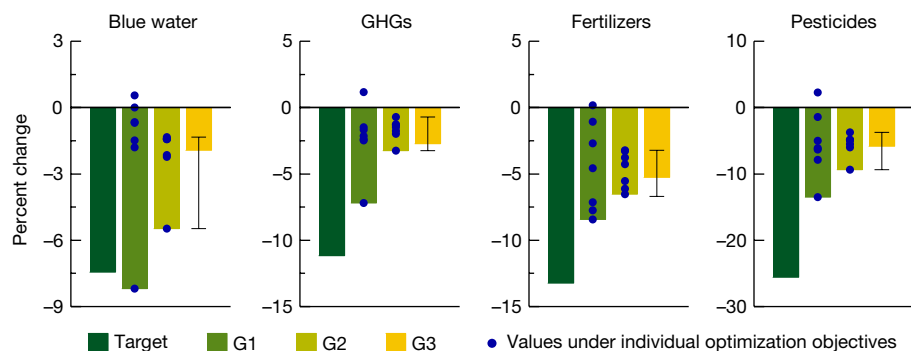 Blue water
GHGs
Fertilizers
Pesticides
Percent change
3
0
−3
−6
−9
5
0
−5
−10
−15
5
0
−5
−10
−15
10
0
−10
−20
−30
Target
G1
G2
G3
Values under individual optimization objectives